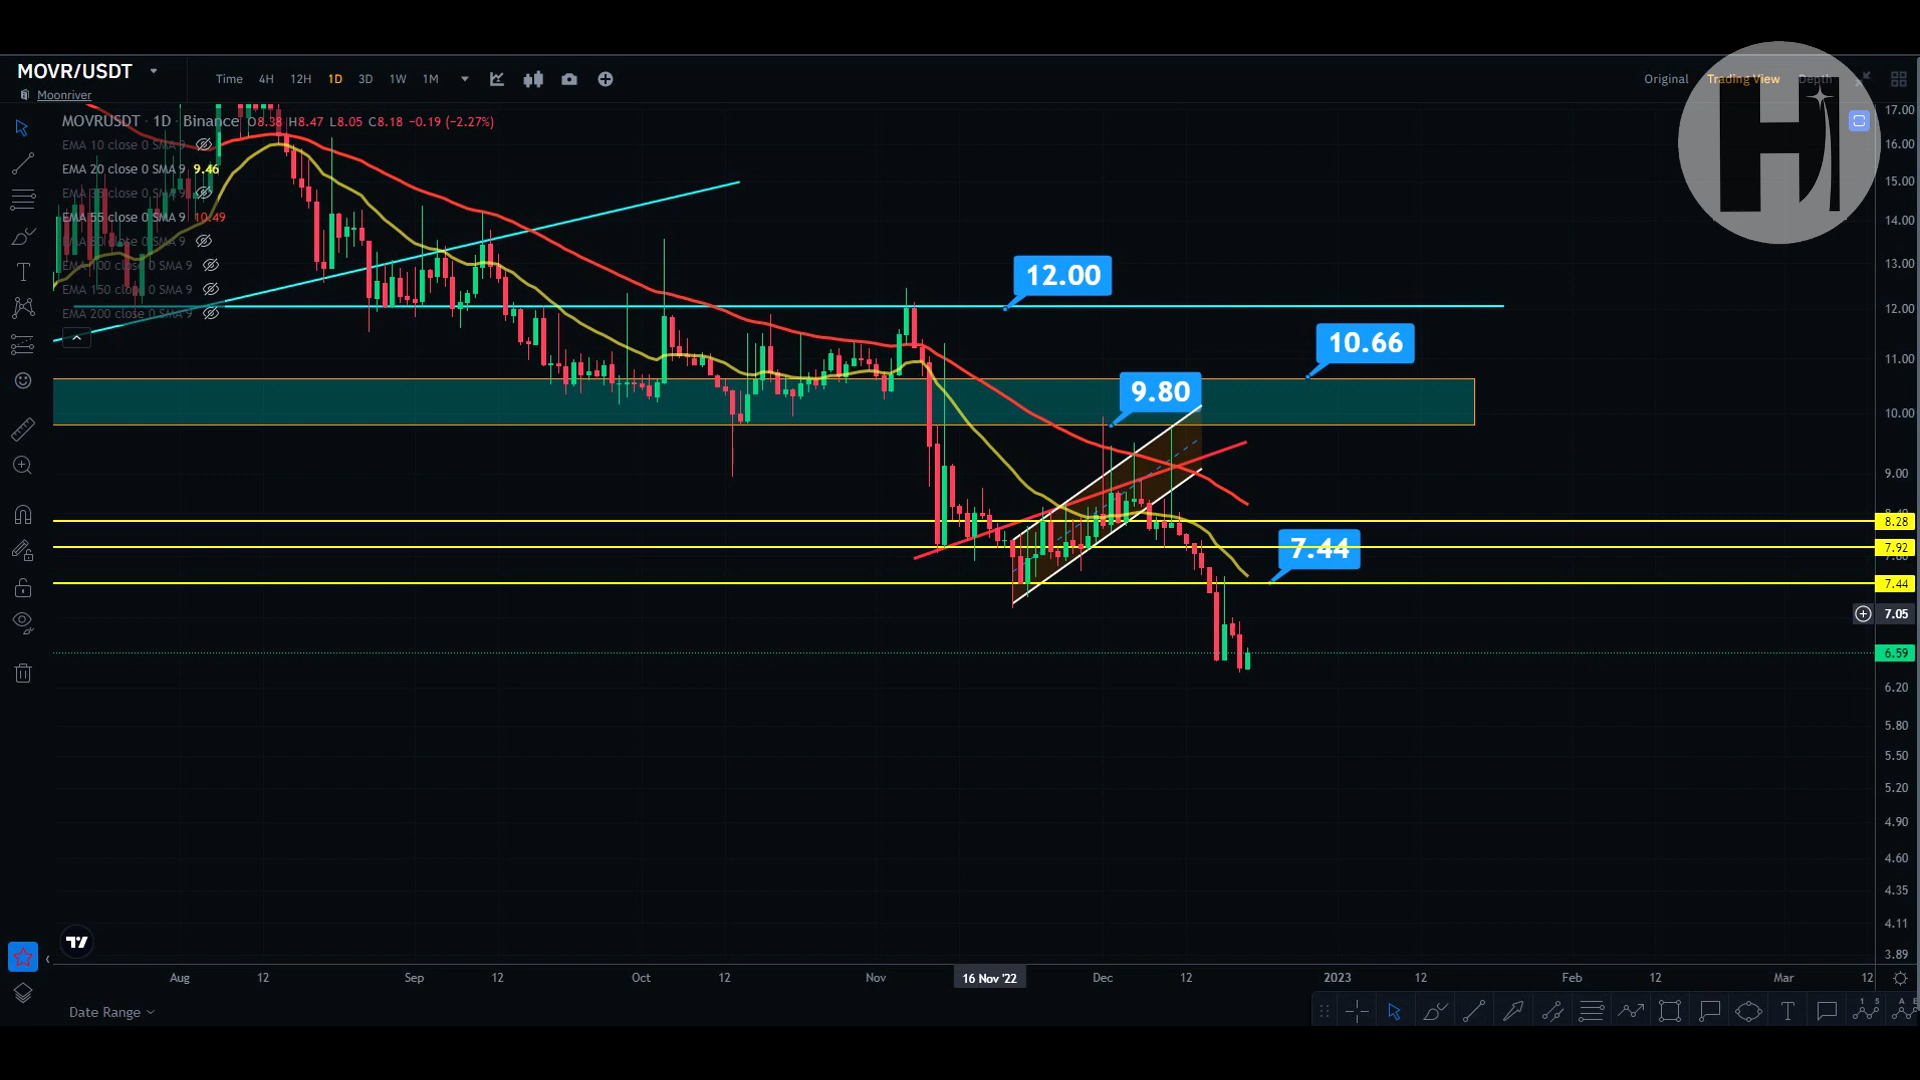 MOVR/USDT
Moonriver
Time 4H 12H 1D 3D 1W 1M
Original Trading View Depth
MOVRUSDT · 1D · Binance O8.38 H8.47 L8.05 C8.18 −0.19 (−2.27%)
EMA 10 close 0 SMA 9
EMA 20 close 0 SMA 9 9.46
EMA 55 close 0 SMA 9 10.49
EMA 100 close 0 SMA 9
EMA 150 close 0 SMA 9
EMA 200 close 0 SMA 9
H
12.00
10.66
9.80
7.44
17.00
16.00
15.00
14.00
13.00
12.00
11.00
10.00
9.00
8.28
7.92
7.44
7.05
6.59
6.20
5.80
5.50
5.20
4.90
4.60
4.35
4.11
3.89
Aug 12 Sep 12 Oct 12 Nov 16 Nov '22 Dec 12 2023 12 Feb 12 Mar 12
Date Range